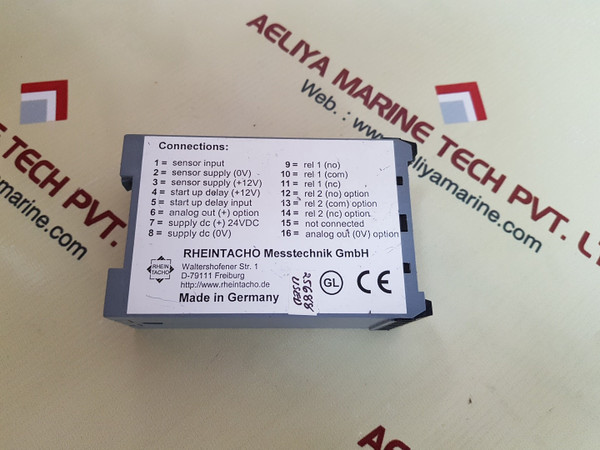 AELIYA MARINE TECH PVT. LTD
Web. : www.aeliyamarine.com
Connections:
1 = sensor input
2 = sensor supply (0V)
3 = sensor supply (+12V)
4 = start up delay (+12V)
5 = start up delay input
6 = analog out (+) option
7 = supply dc (+) 24VDC
8 = supply dc (0V)
9 = rel 1 (no)
10 = rel 1 (com)
11 = rel 1 (nc)
12 = rel 2 (no) option
13 = rel 2 (com) option
14 = rel 2 (nc) option
15 = not connected
16 = analog out (0V) option
RHEINTACHO Messtechnik GmbH
RHEIN
TACHO
Waltershofener Str. 1
D-79111 Freiburg
http://www.rheintacho.de
Made in Germany
25688
USED
GL
CE
MARINE TECH PVT.